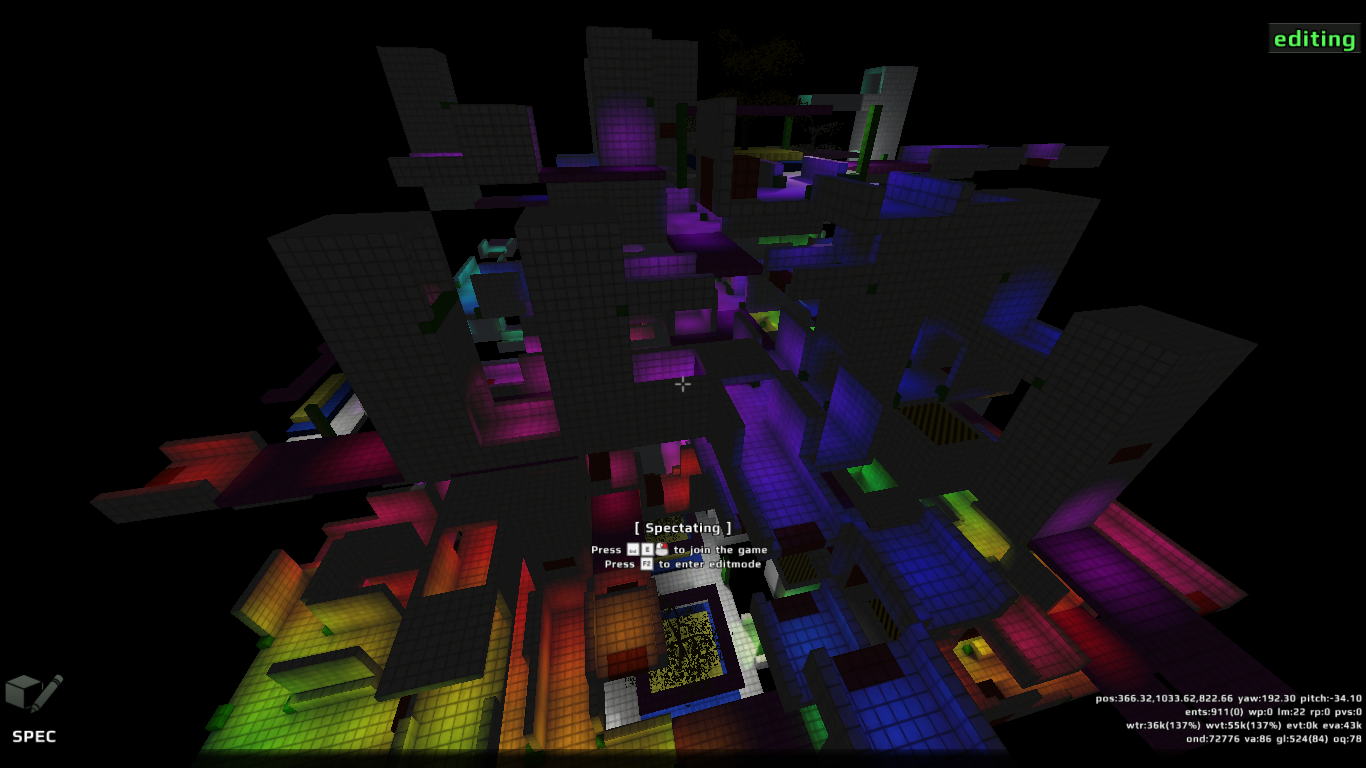 editing
[ Spectating ]
Press E to join the game
Press F2 to enter editmode
pos:366.32,1033.62,822.66 yaw:192.30 pitch:-34.10
ents:911(0) wp:0 lm:22 rp:0 pvs:0
wtr:36k(137%) wvt:55k(137%) evt:0k eva:43k
ond:72776 va:86 gl:524(84) oq:78
SPEC